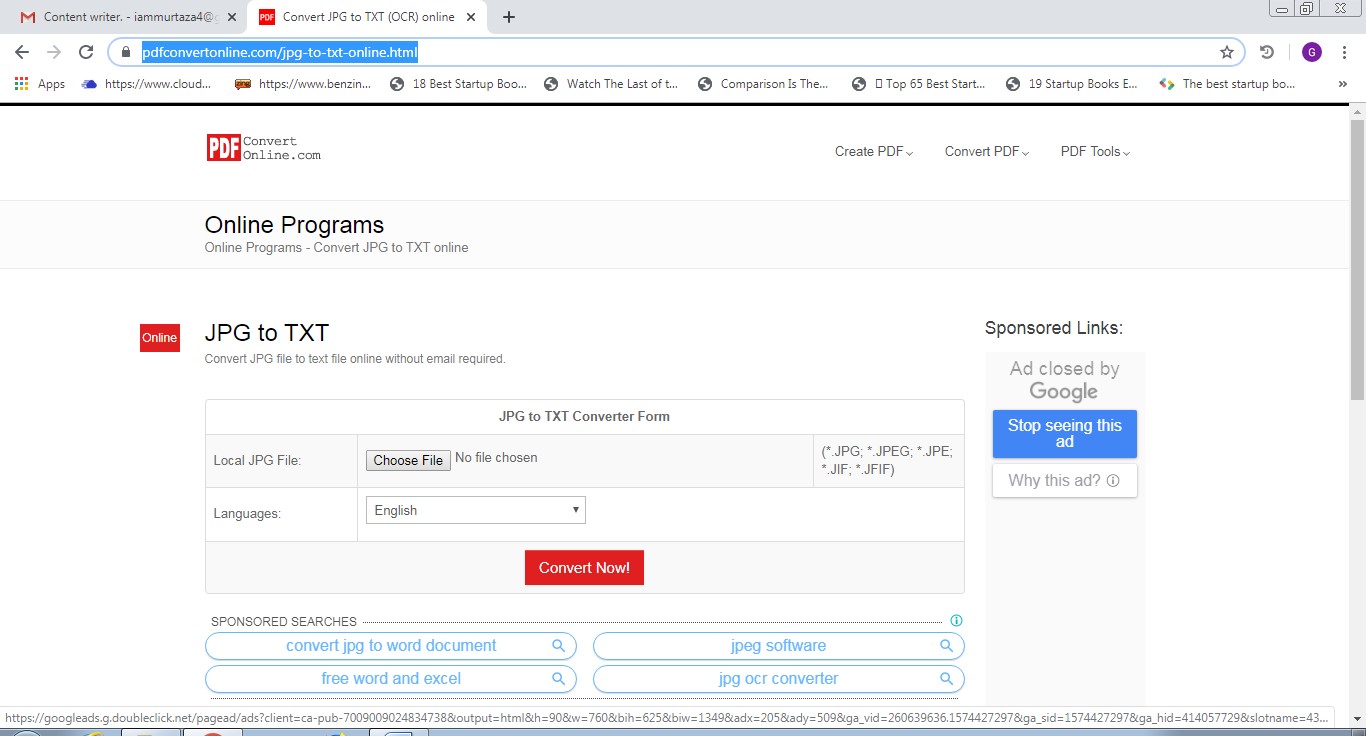 Content writer. - iammurtaza4@g
Convert JPG to TXT (OCR) online
pdfconvertonline.com/jpg-to-txt-online.html
G
Apps
https://www.cloud...
https://www.benzin...
18 Best Startup Boo...
Watch The Last of t...
Comparison Is The...
Top 65 Best Start...
19 Startup Books E...
The best startup bo...
PDF Convert
Online.com
Create PDF
Convert PDF
PDF Tools
Online Programs
Online Programs - Convert JPG to TXT online
Online
JPG to TXT
Convert JPG file to text file online without email required.
JPG to TXT Converter Form
Local JPG File:
Choose File No file chosen
(*.JPG; *.JPEG; *.JPE;
*.JIF; *.JFIF)
Languages:
English
Convert Now!
SPONSORED SEARCHES
convert jpg to word document
jpeg software
free word and excel
jpg ocr converter
Sponsored Links:
Ad closed by
Google
Stop seeing this
ad
Why this ad?
https://googleads.g.doubleclick.net/pagead/ads?client=ca-pub-7009009024834738&output=html&h=90&w=760&bih=625&biw=1349&adx=205&ady=509&ga_vid=260639636.1574427297&ga_sid=1574427297&ga_hid=414057729&slotname=43...